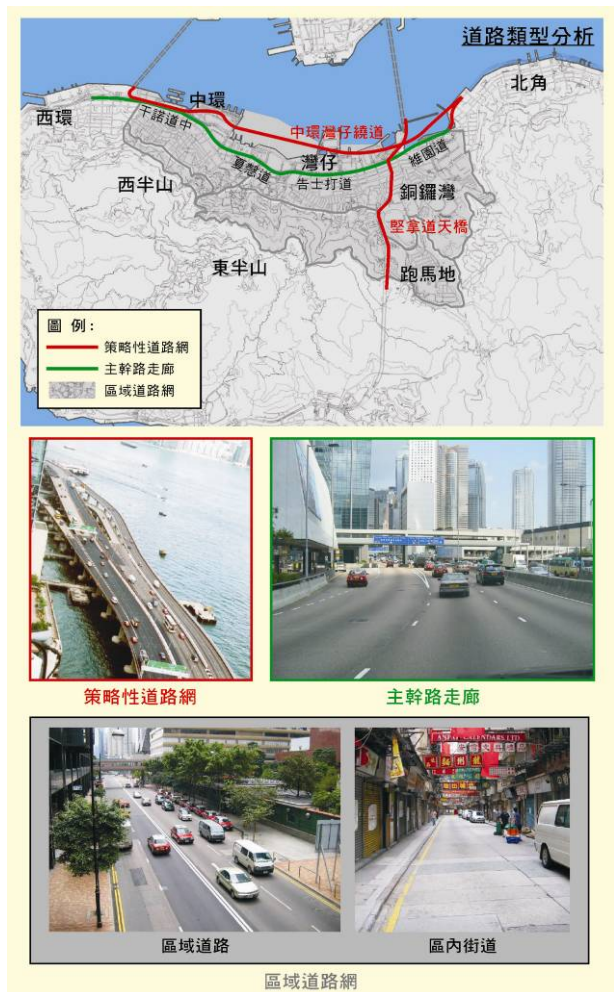 道路類型分析
北角
中環
西環
干諾道中
中環灣仔繞道
維園道
灣仔
夏慤道
告士打道
西半山
銅鑼灣
堅拿道天橋
東半山
跑馬地
圖 例:
策略性道路網
主幹路走廊
區域道路網
策略性道路網
主幹路走廊
ANPAY CALENDARS LTD.
區域道路
區內街道
區域道路網